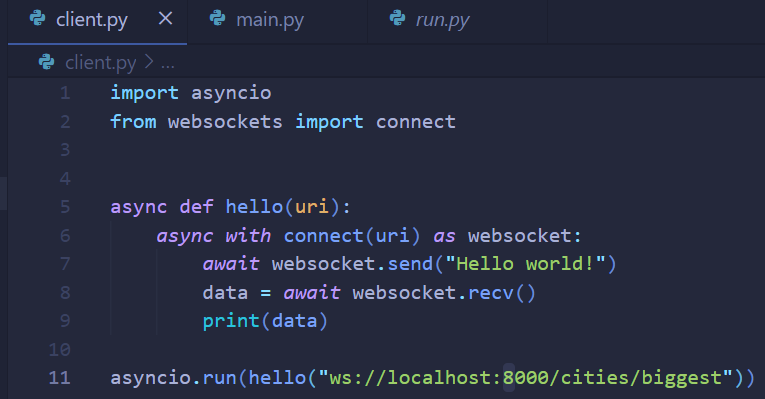 client.py × main.py run.py
client.py > ...
1 import asyncio
2 from websockets import connect
3
4
5 async def hello(uri):
6     async with connect(uri) as websocket:
7         await websocket.send("Hello world!")
8         data = await websocket.recv()
9         print(data)
10
11 asyncio.run(hello("ws://localhost:8000/cities/biggest"))